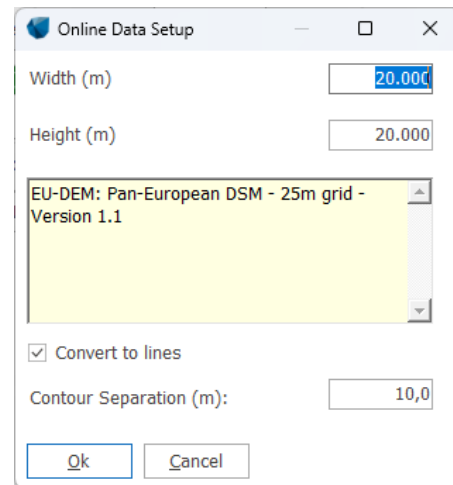 Online Data Setup
Width (m)
20.000
Height (m)
20.000
EU-DEM: Pan-European DSM - 25m grid -
Version 1.1
Convert to lines
Contour Separation (m):
10,0
Ok
Cancel